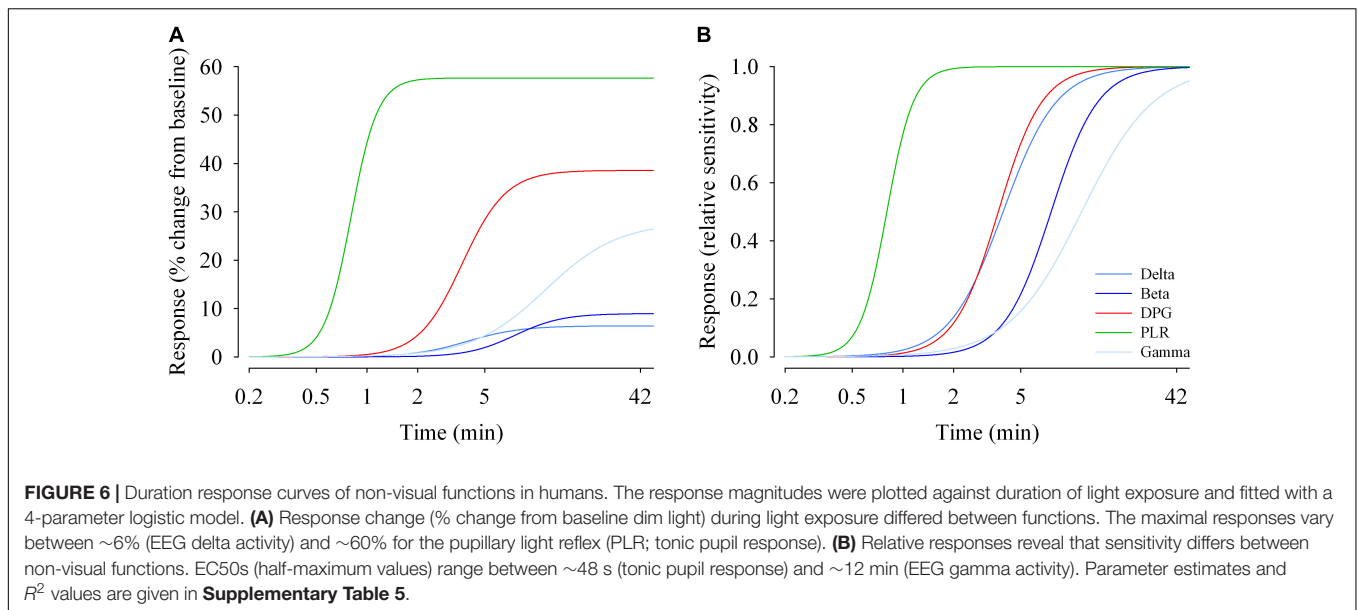 A
Response (% change from baseline)
60
50
40
30
20
10
0
0.2 0.5 1 2 5 42
Time (min)
B
Response (relative sensitivity)
1.0
0.8
0.6
0.4
0.2
0.0
Delta
Beta
DPG
PLR
Gamma
0.2 0.5 1 2 5 42
Time (min)
FIGURE 6 | Duration response curves of non-visual functions in humans. The response magnitudes were plotted against duration of light exposure and fitted with a
4-parameter logistic model. (A) Response change (% change from baseline dim light) during light exposure differed between functions. The maximal responses vary
between ∼6% (EEG delta activity) and ∼60% for the pupillary light reflex (PLR; tonic pupil response). (B) Relative responses reveal that sensitivity differs between
non-visual functions. EC50s (half-maximum values) range between ∼48 s (tonic pupil response) and ∼12 min (EEG gamma activity). Parameter estimates and
R² values are given in Supplementary Table 5.